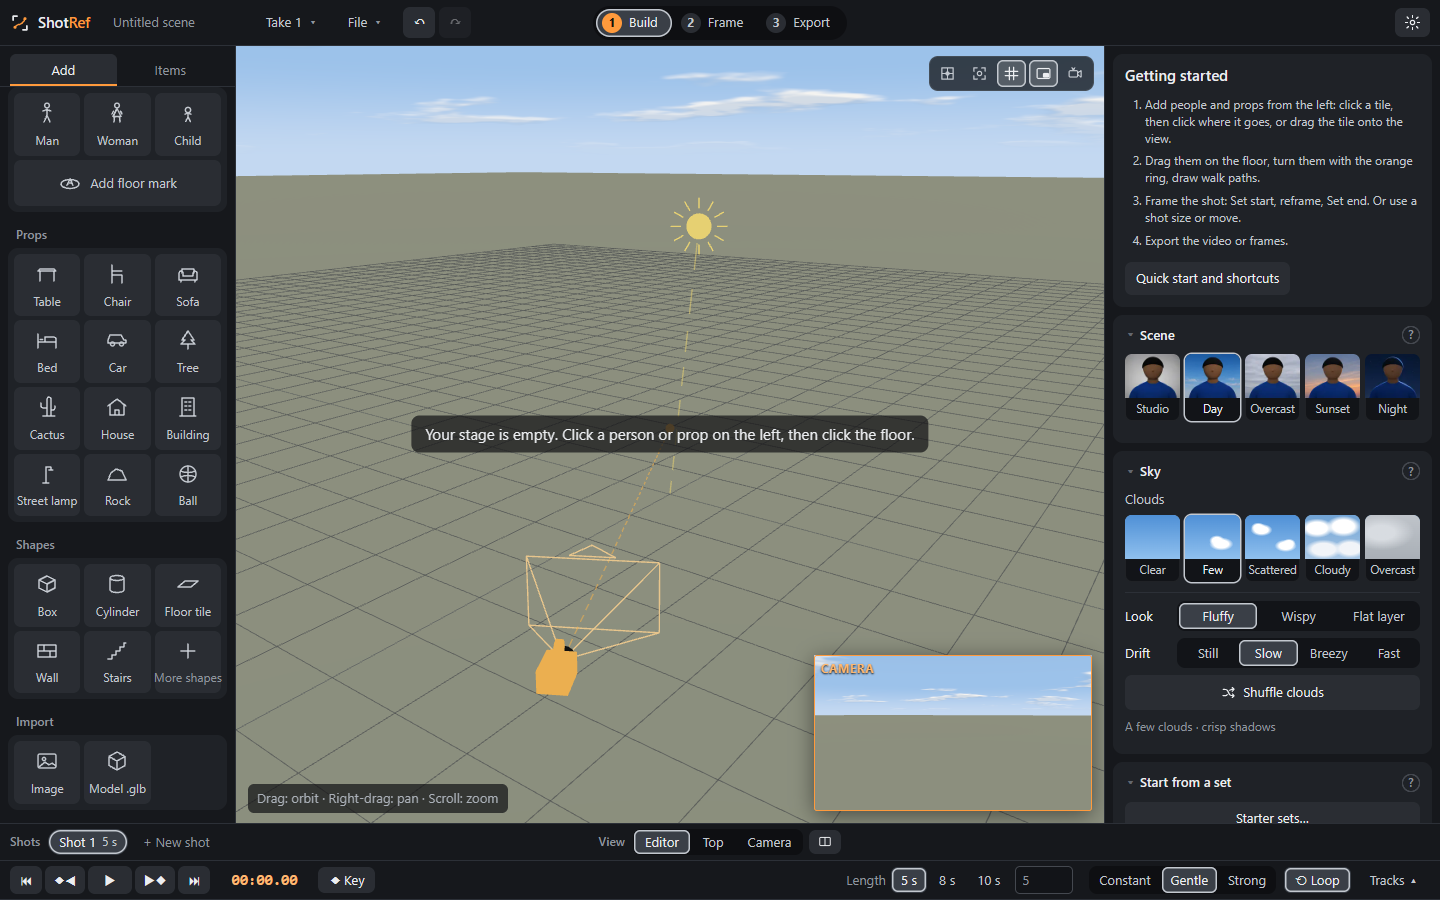 ShotRef
Untitled scene
Take 1
File
1 Build
2 Frame
3 Export
Add
Items
Man
Woman
Child
Add floor mark
Props
Table
Chair
Sofa
Bed
Car
Tree
Cactus
House
Building
Street lamp
Rock
Ball
Shapes
Box
Cylinder
Floor tile
Wall
Stairs
More shapes
Import
Image
Model .glb
Your stage is empty. Click a person or prop on the left, then click the floor.
CAMERA
Drag: orbit · Right-drag: pan · Scroll: zoom
Getting started
1. Add people and props from the left: click a tile,
then click where it goes, or drag the tile onto the
view.
2. Drag them on the floor, turn them with the orange
ring, draw walk paths.
3. Frame the shot: Set start, reframe, Set end. Or use a
shot size or move.
4. Export the video or frames.
Quick start and shortcuts
Scene
?
Studio
Day
Overcast
Sunset
Night
Sky
?
Clouds
Clear
Few
Scattered
Cloudy
Overcast
Look
Fluffy
Wispy
Flat layer
Drift
Still
Slow
Breezy
Fast
Shuffle clouds
A few clouds · crisp shadows
Start from a set
?
Starter sets...
Shots
Shot 1 5 s
+ New shot
View
Editor
Top
Camera
00:00.00
Key
Length
5 s
8 s
10 s
5
Constant
Gentle
Strong
Loop
Tracks